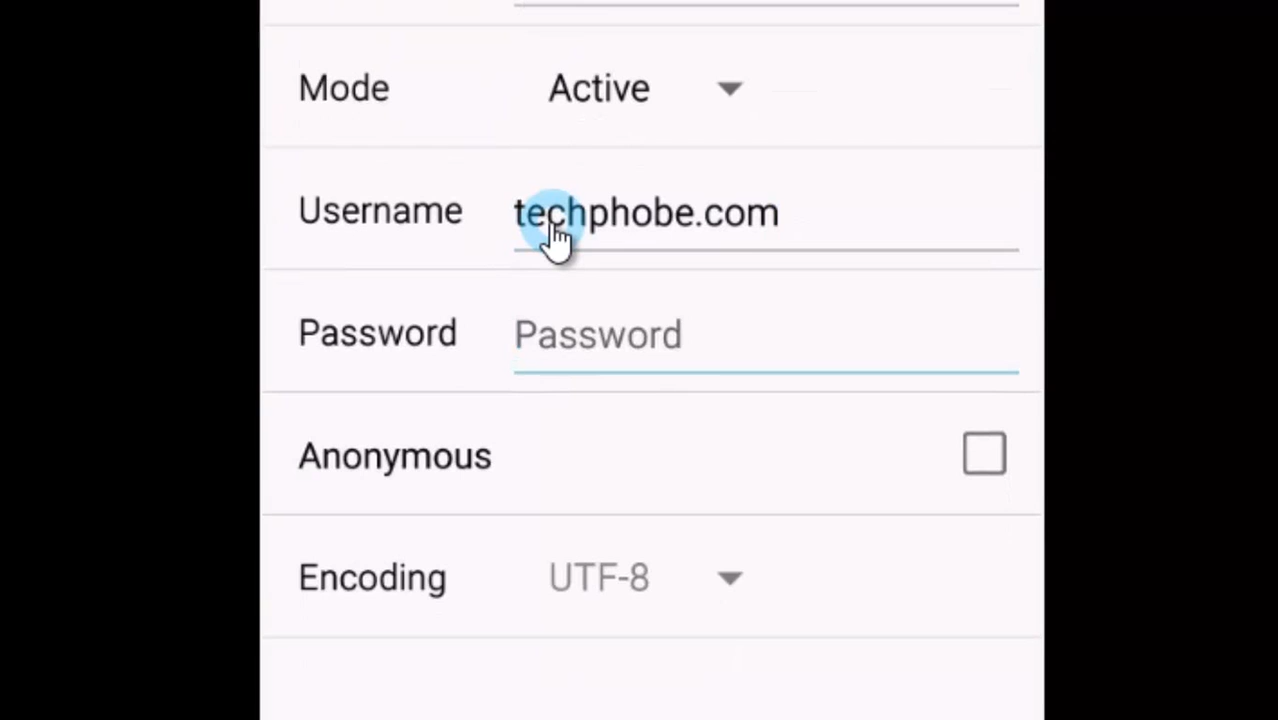 Mode Active
Username techphobe.com
Password Password
Anonymous
Encoding UTF-8